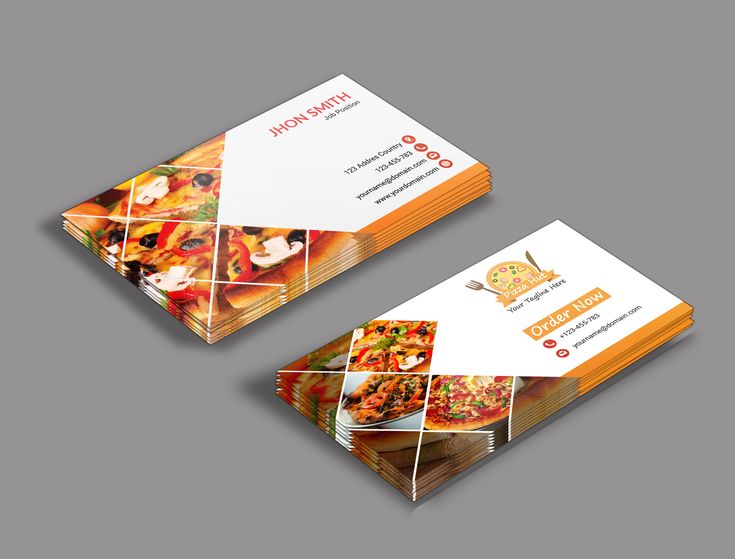 JHON SMITH
Job Position
123 Addres Country
123-455-783
yourname@domain.com
www.yourdomain.com
Pizza Hut
Your Tagline Here
Order Now
+123-455-783
yourname@domain.com